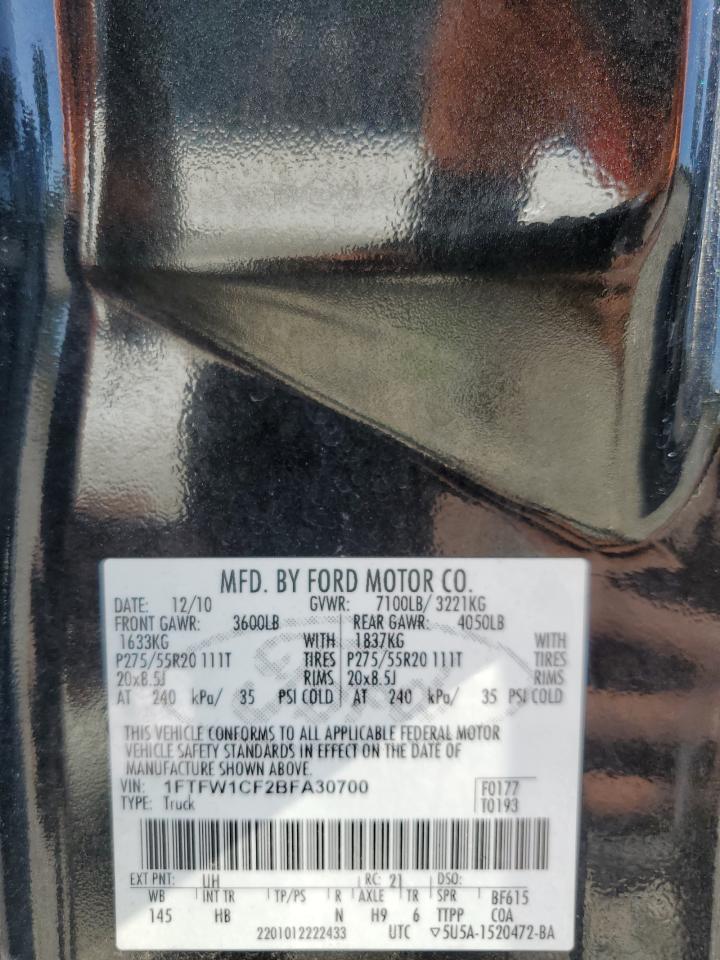 MFD. BY FORD MOTOR CO.
DATE: 12/10 GVWR: 7100LB/ 3221KG
FRONT GAWR: 3600LB REAR GAWR: 4050LB
1633KG WITH 1837KG WITH
P275/55R20 111T TIRES P275/55R20 111T TIRES
20x8.5J RIMS 20x8.5J RIMS
AT 240 kPa/ 35 PSI COLD AT 240 kPa/ 35 PSI COLD
THIS VEHICLE CONFORMS TO ALL APPLICABLE FEDERAL MOTOR
VEHICLE SAFETY STANDARDS IN EFFECT ON THE DATE OF
MANUFACTURE SHOWN ABOVE.
VIN: 1FTFW1CF2BFA30700 F0177
TYPE: Truck T0193
EXT PNT: UH RC: 21 DSO:
WB INT TR TP/PS R AXLE TR SPR BF615
145 HB N H9 6 TTPP COA
2201012222433 UTC ▽5U5A-1520472-BA